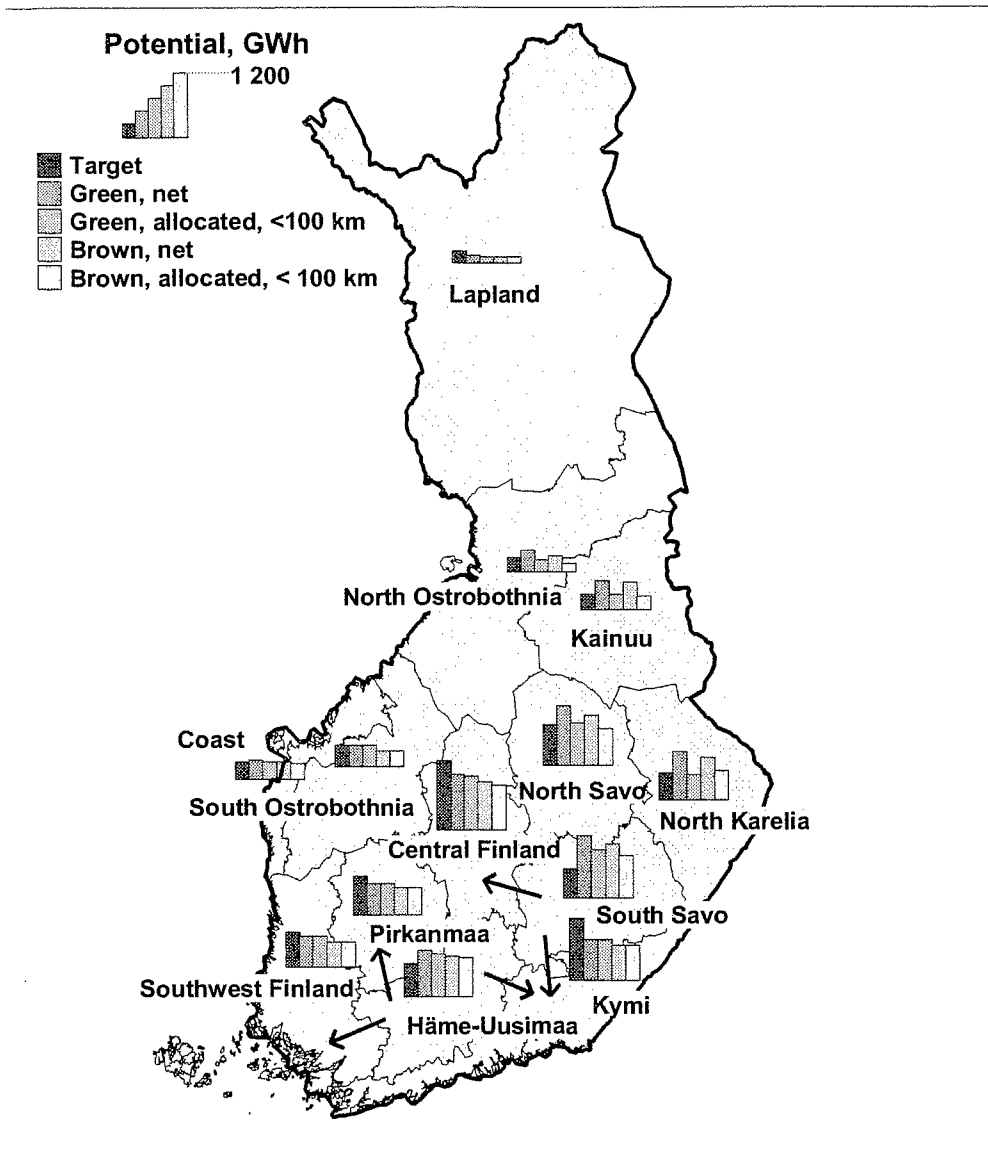 Potential, GWh
1 200
Target
Green, net
Green, allocated, <100 km
Brown, net
Brown, allocated, < 100 km
Lapland
North Ostrobothnia
Kainuu
Coast
South Ostrobothnia
North Savo
North Karelia
Central Finland
South Savo
Pirkanmaa
Southwest Finland
Kymi
Häme-Uusimaa